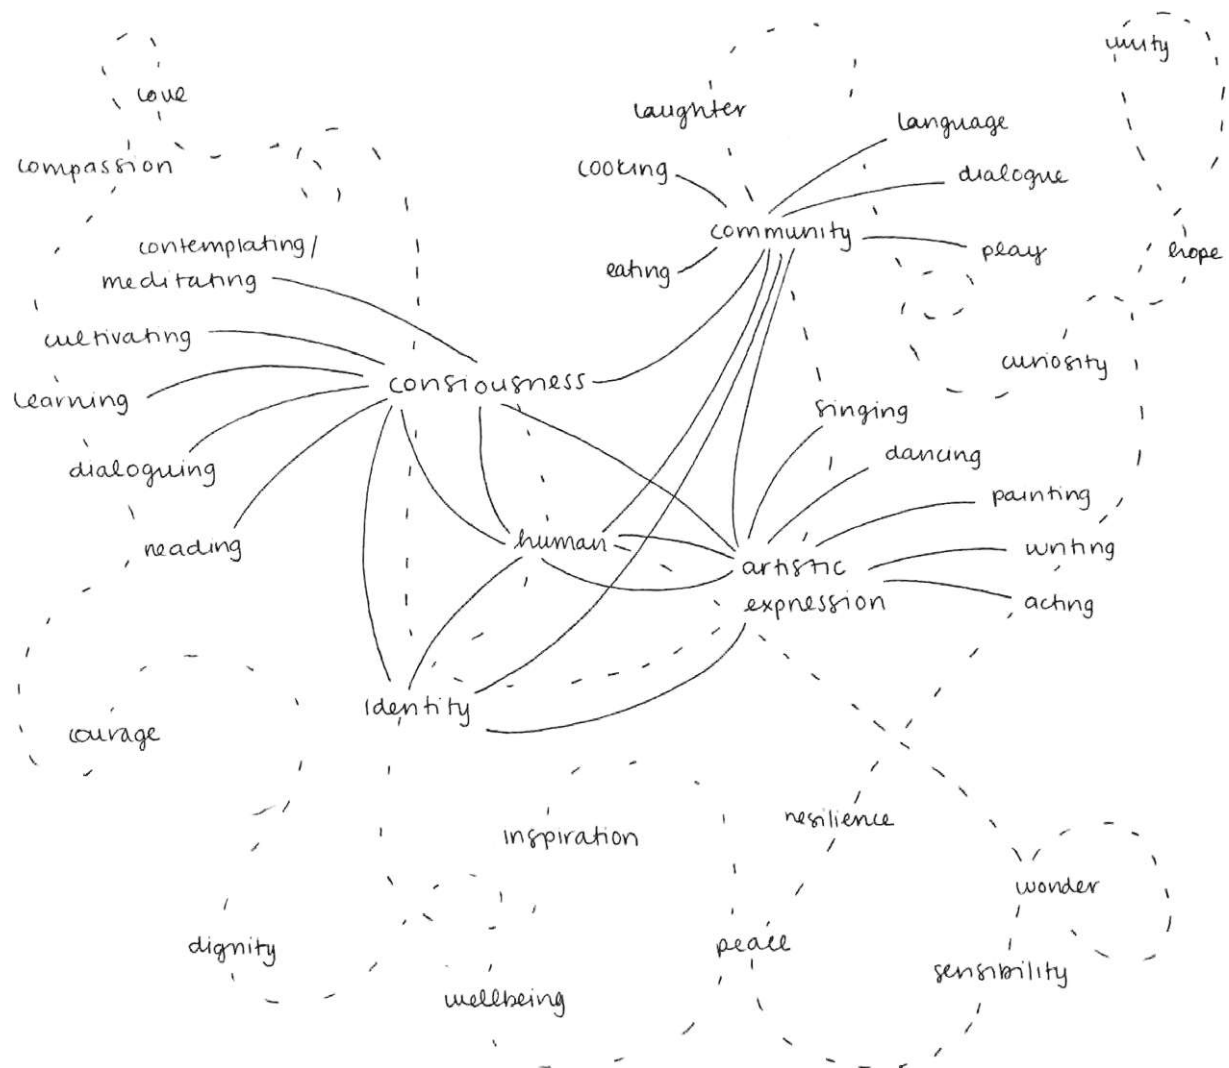 unity
love
laughter
language
compassion
cooking
dialogue
community
contemplating/
meditating
eating
play
hope
cultivating
curiosity
consiousness
learning
singing
dialoguing
dancing
painting
reading
human
writing
artistic
expression
acting
identity
courage
inspiration
resilience
wonder
dignity
peace
sensibility
wellbeing